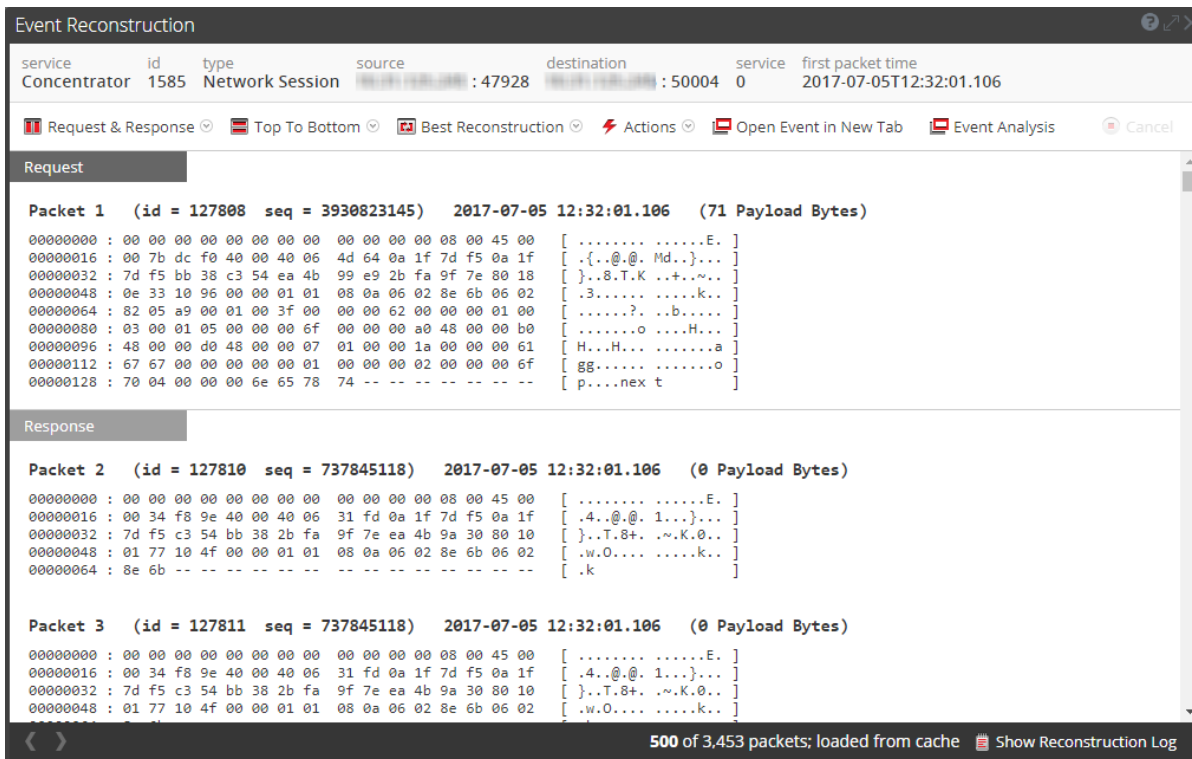 Event Reconstruction
service id type source destination service first packet time
Concentrator 1585 Network Session : 47928 : 50004 0 2017-07-05T12:32:01.106
Request & Response Top To Bottom Best Reconstruction Actions Open Event in New Tab Event Analysis Cancel
Request
Packet 1 (id = 127808 seq = 3930823145) 2017-07-05 12:32:01.106 (71 Payload Bytes)
00000000 : 00 00 00 00 00 00 00 00 00 00 00 00 08 00 45 00 [ ........ ......E. ]
00000016 : 00 7b dc f0 40 00 40 06 4d 64 0a 1f 7d f5 0a 1f [ .{..@.@. Md..}... ]
00000032 : 7d f5 bb 38 c3 54 ea 4b 99 e9 2b fa 9f 7e 80 18 [ }..8.T.K ..+..~.. ]
00000048 : 0e 33 10 96 00 00 01 01 08 0a 06 02 8e 6b 06 02 [ .3...... .....k.. ]
00000064 : 82 05 a9 00 01 00 3f 00 00 00 62 00 00 00 01 00 [ ......?. ..b..... ]
00000080 : 03 00 01 05 00 00 00 6f 00 00 00 a0 48 00 00 b0 [ .......o ....H... ]
00000096 : 48 00 00 d0 48 00 00 07 01 00 00 1a 00 00 00 61 [ H...H... .......a ]
00000112 : 67 67 00 00 00 00 00 01 00 00 00 02 00 00 00 6f [ gg...... .......o ]
00000128 : 70 04 00 00 00 6e 65 78 74 -- -- -- -- -- -- -- [ p....nex t ]
Response
Packet 2 (id = 127810 seq = 737845118) 2017-07-05 12:32:01.106 (0 Payload Bytes)
00000000 : 00 00 00 00 00 00 00 00 00 00 00 00 08 00 45 00 [ ........ ......E. ]
00000016 : 00 34 f8 9e 40 00 40 06 31 fd 0a 1f 7d f5 0a 1f [ .4..@.@. 1...}... ]
00000032 : 7d f5 c3 54 bb 38 2b fa 9f 7e ea 4b 9a 30 80 10 [ }..T.8+. .~.K.0.. ]
00000048 : 01 77 10 4f 00 00 01 01 08 0a 06 02 8e 6b 06 02 [ .w.O.... .....k.. ]
00000064 : 8e 6b -- -- -- -- -- -- -- -- -- -- -- -- -- -- [ .k ]
Packet 3 (id = 127811 seq = 737845118) 2017-07-05 12:32:01.106 (0 Payload Bytes)
00000000 : 00 00 00 00 00 00 00 00 00 00 00 00 08 00 45 00 [ ........ ......E. ]
00000016 : 00 34 f8 9e 40 00 40 06 31 fd 0a 1f 7d f5 0a 1f [ .4..@.@. 1...}... ]
00000032 : 7d f5 c3 54 bb 38 2b fa 9f 7e ea 4b 9a 30 80 10 [ }..T.8+. .~.K.0.. ]
00000048 : 01 77 10 4f 00 00 01 01 08 0a 06 02 8e 6b 06 02 [ .w.O.... .....k.. ]
500 of 3,453 packets; loaded from cache Show Reconstruction Log